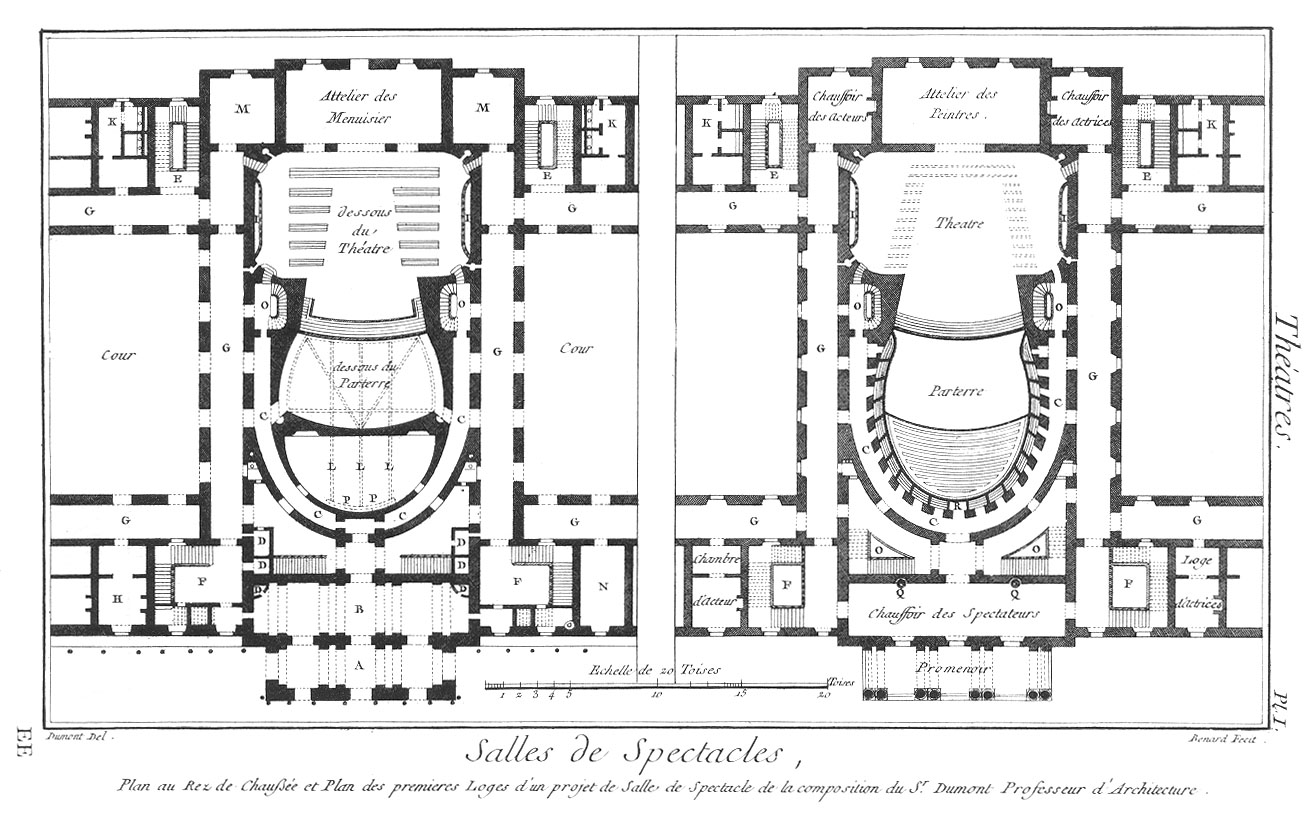 Attelier des
Menuisier
M
M
K
K
E
E
G
G
I
I
dessous
du
Théatre
O
O
Cour
G
G
Cour
dessous du
Parterre
C
C
L L L
P P
C
C
G
G
D
D
D
D
D
D
F
F
H
B
N
A
Chauffoir
des Acteurs
Attelier des
Peintres.
Chauffoir
des Actrices
K
K
E
E
G
G
I
I
Theatre
O
O
G
G
Parterre
C
C
R
C
G
G
O
O
Chambre
d'Acteur
F
F
Loge
d'Actrices
Q
Q
Chauffoir des Spectateurs
Promenoir
Echelle de 20 Toises
1 2 3 4 5 10 15 20 Toises
Théatres.
Pl. I.
EE
Dumont Del.
Benard Fecit.
Salles de Spectacles,
Plan au Rez de Chaußée et Plan des premieres Loges d'un projet de Salle de Spectacle de la composition du Sr. Dumont Professeur d'Architecture.